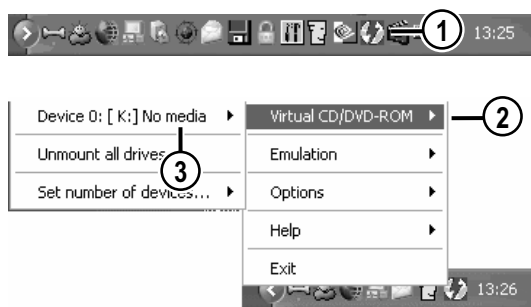 1
13:25
Device 0: [ K:] No media
Virtual CD/DVD-ROM
2
Unmount all drives
3
Emulation
Set number of devices...
Options
Help
Exit
13:26